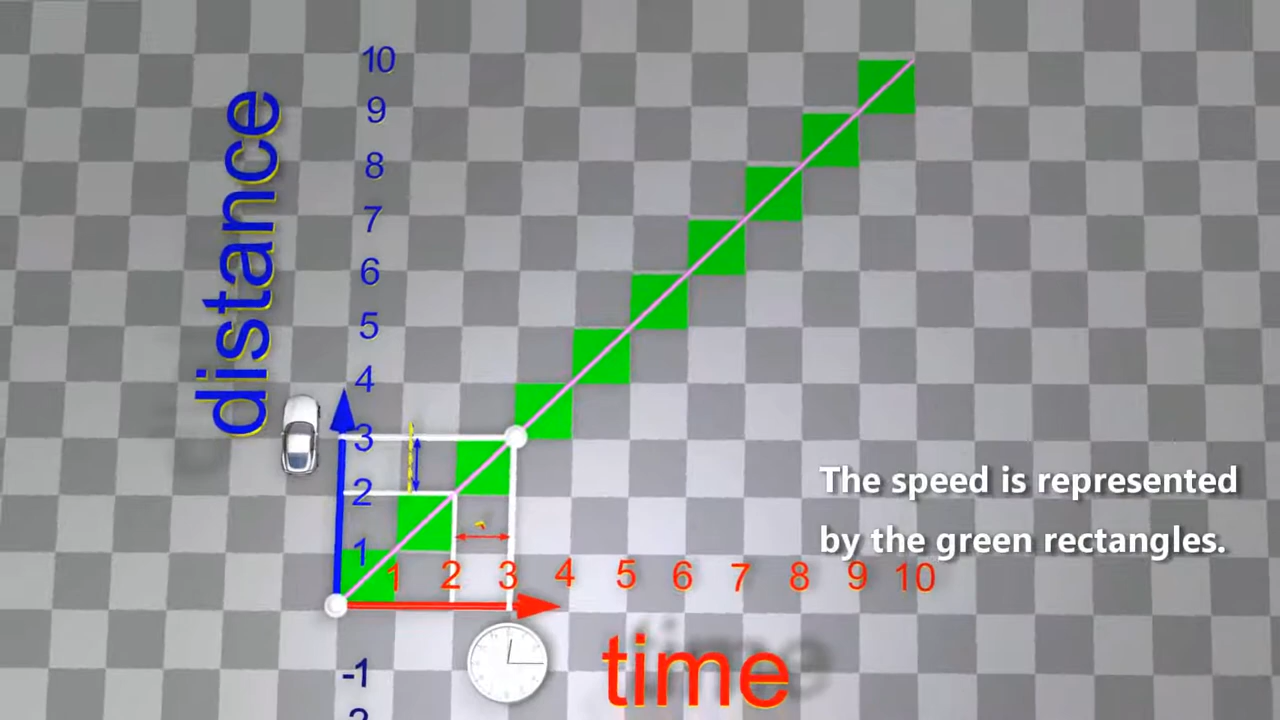 10
9
8
7
6
5
4
3
2
1
distance
The speed is represented
by the green rectangles.
1 2 3 4 5 6 7 8 9 10
time
-1